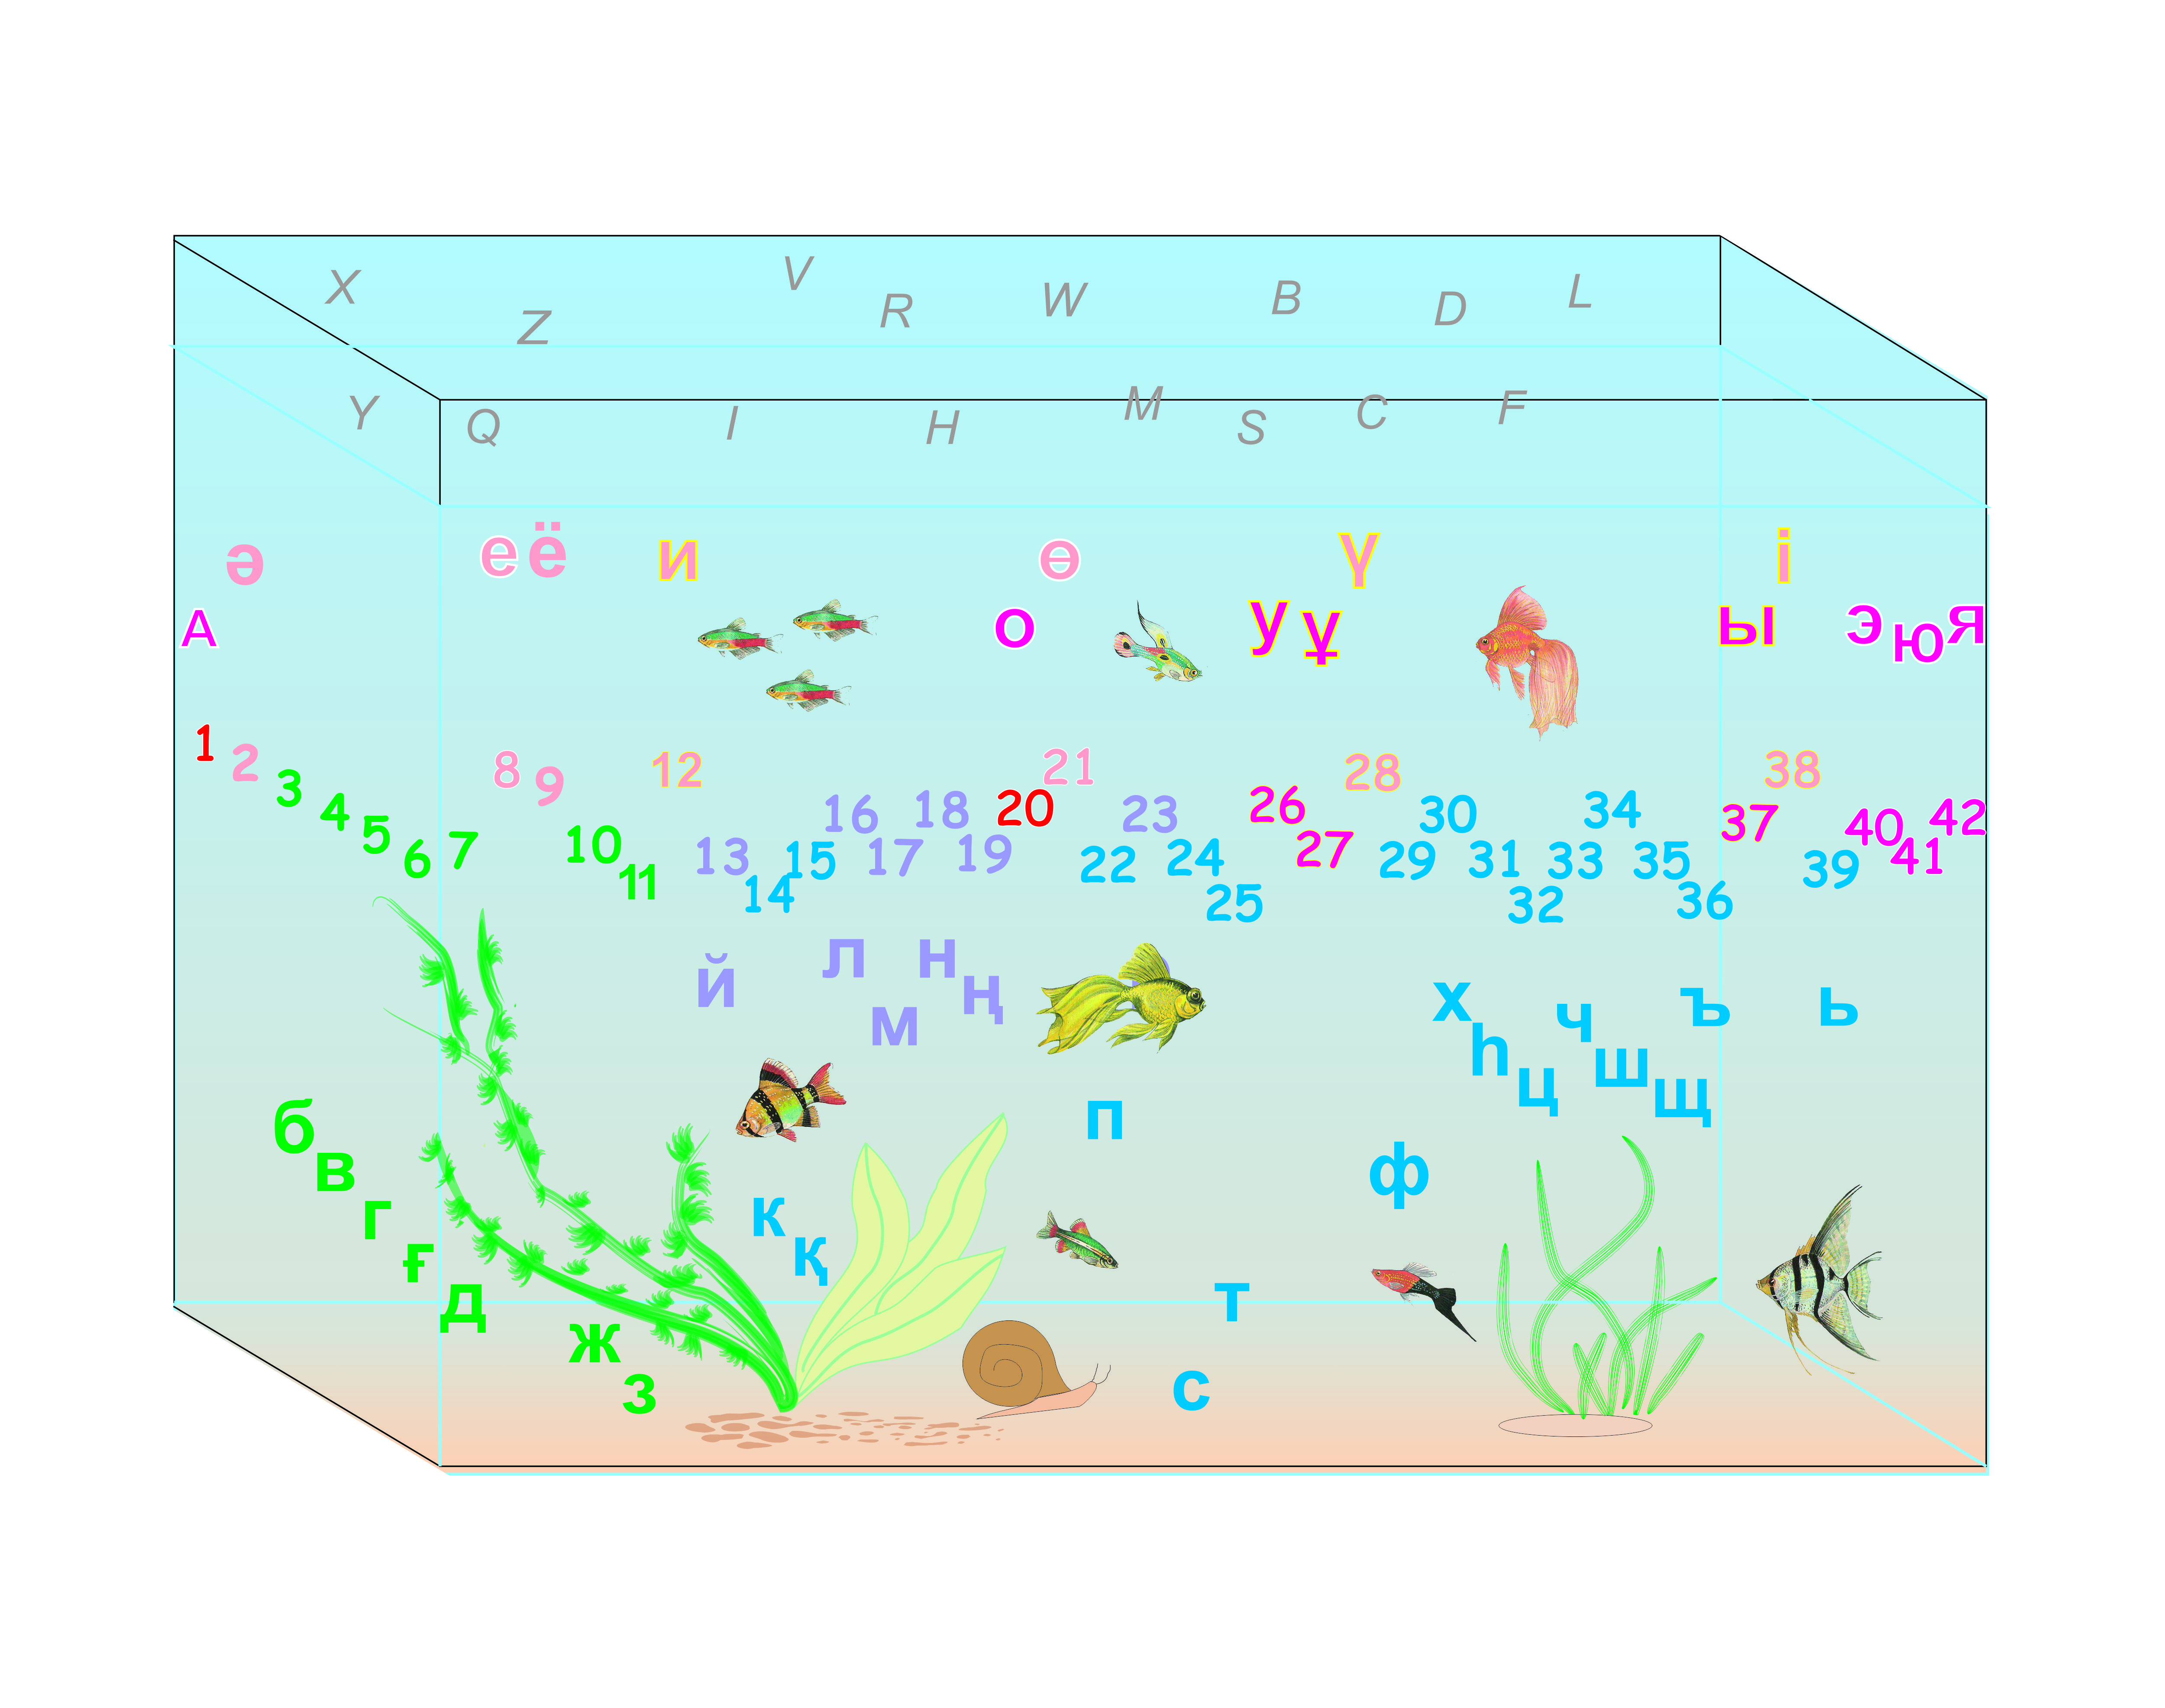 X Z V R W B D L
Y Q I H M S C F
ә е ё и ө ү і
А о у ұ ы э ю я
1 2 3 4 5 6 7 8 9 10 11 12 13 14 15 16 17 18 19 20 21 22 23 24 25 26 27 28 29 30 31 32 33 34 35 36 37 38 39 40 41 42
й л м н ң х һ ц ч ш щ ъ ь
б в г ғ д ж з к қ п с т ф